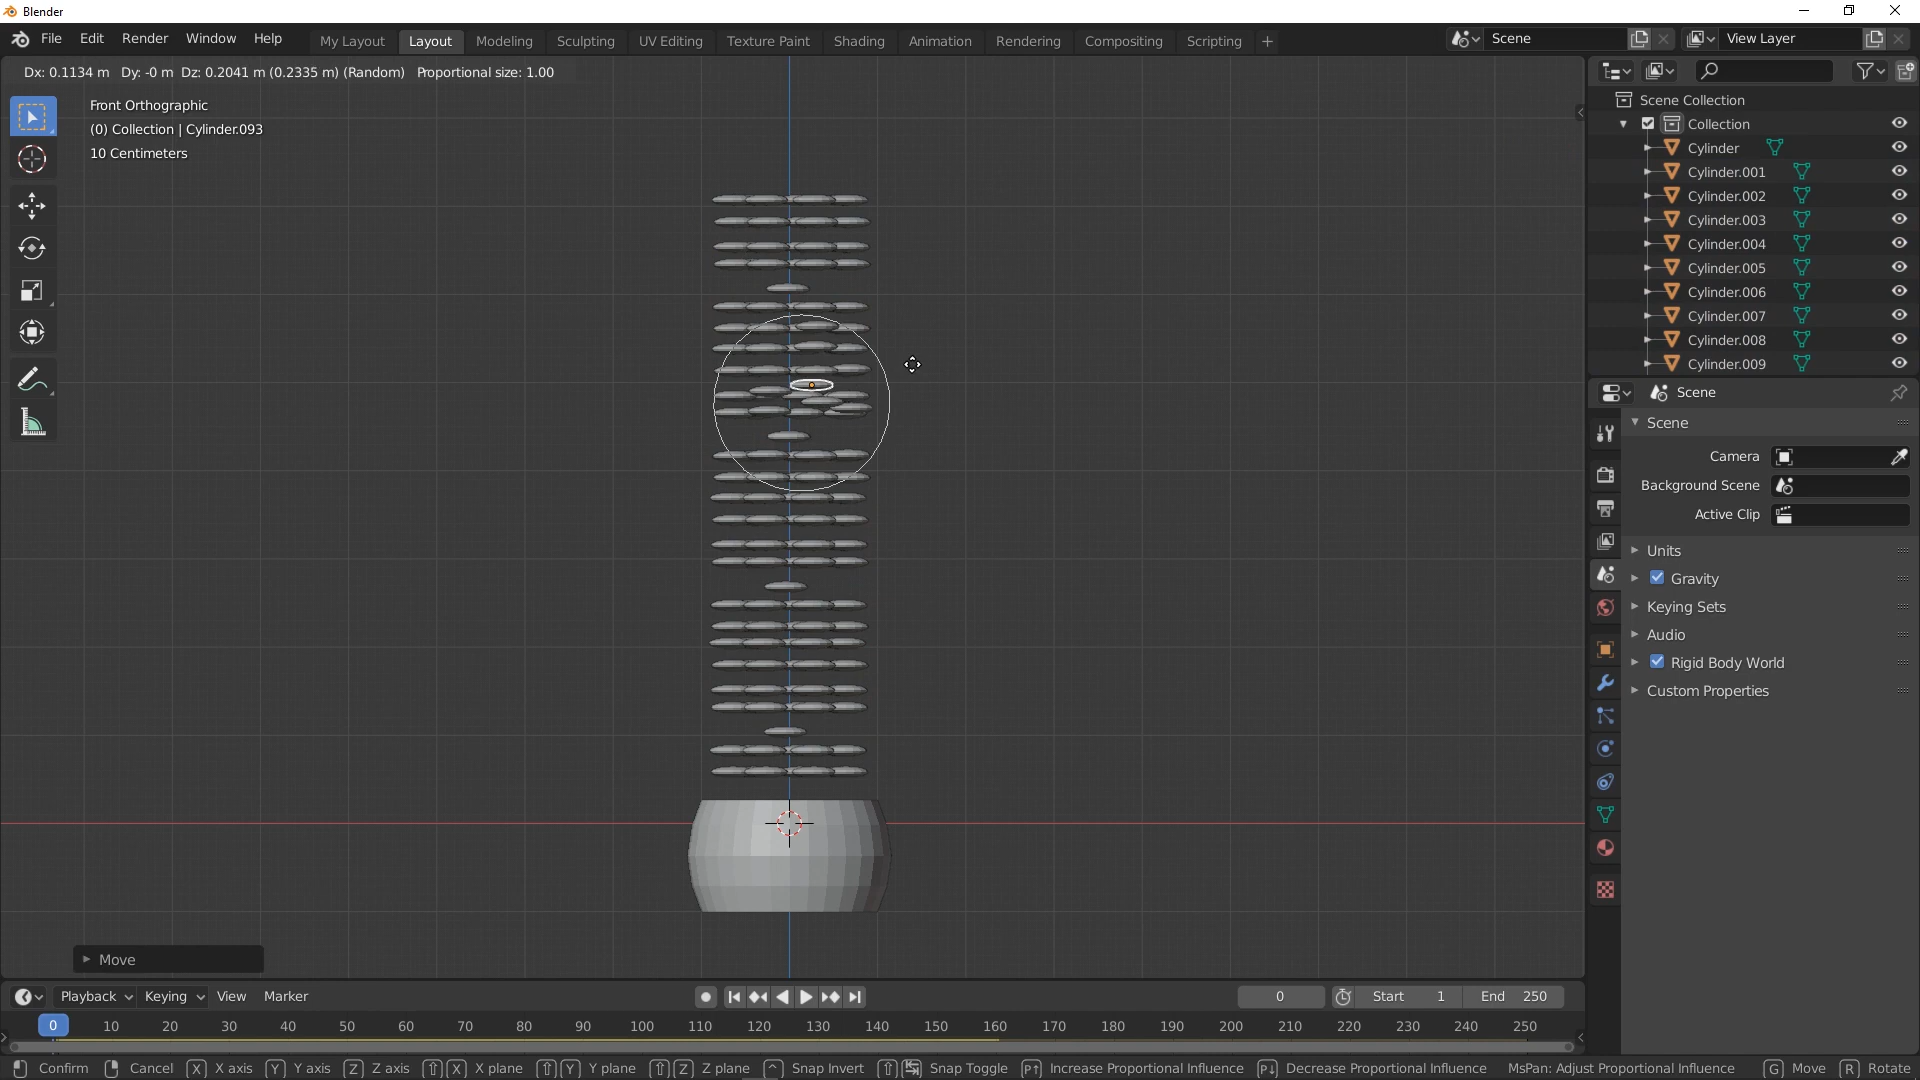 Blender
File Edit Render Window Help
My Layout Layout Modeling Sculpting UV Editing Texture Paint Shading Animation Rendering Compositing Scripting +
Scene
View Layer
Dx: 0.1134 m Dy: -0 m Dz: 0.2041 m (0.2335 m) (Random) Proportional size: 1.00
Front Orthographic
(0) Collection | Cylinder.093
10 Centimeters
Scene Collection
Collection
Cylinder
Cylinder.001
Cylinder.002
Cylinder.003
Cylinder.004
Cylinder.005
Cylinder.006
Cylinder.007
Cylinder.008
Cylinder.009
Scene
Scene
Camera
Background Scene
Active Clip
Units
Gravity
Keying Sets
Audio
Rigid Body World
Custom Properties
Move
Playback Keying View Marker
0 Start 1 End 250
0 10 20 30 40 50 60 70 80 90 100 110 120 130 140 150 160 170 180 190 200 210 220 230 240 250
Confirm Cancel X X axis Y Y axis Z Z axis X X plane Y Y plane Z Z plane Snap Invert Snap Toggle P↑ Increase Proportional Influence P↓ Decrease Proportional Influence MsPan: Adjust Proportional Influence G Move R Rotate